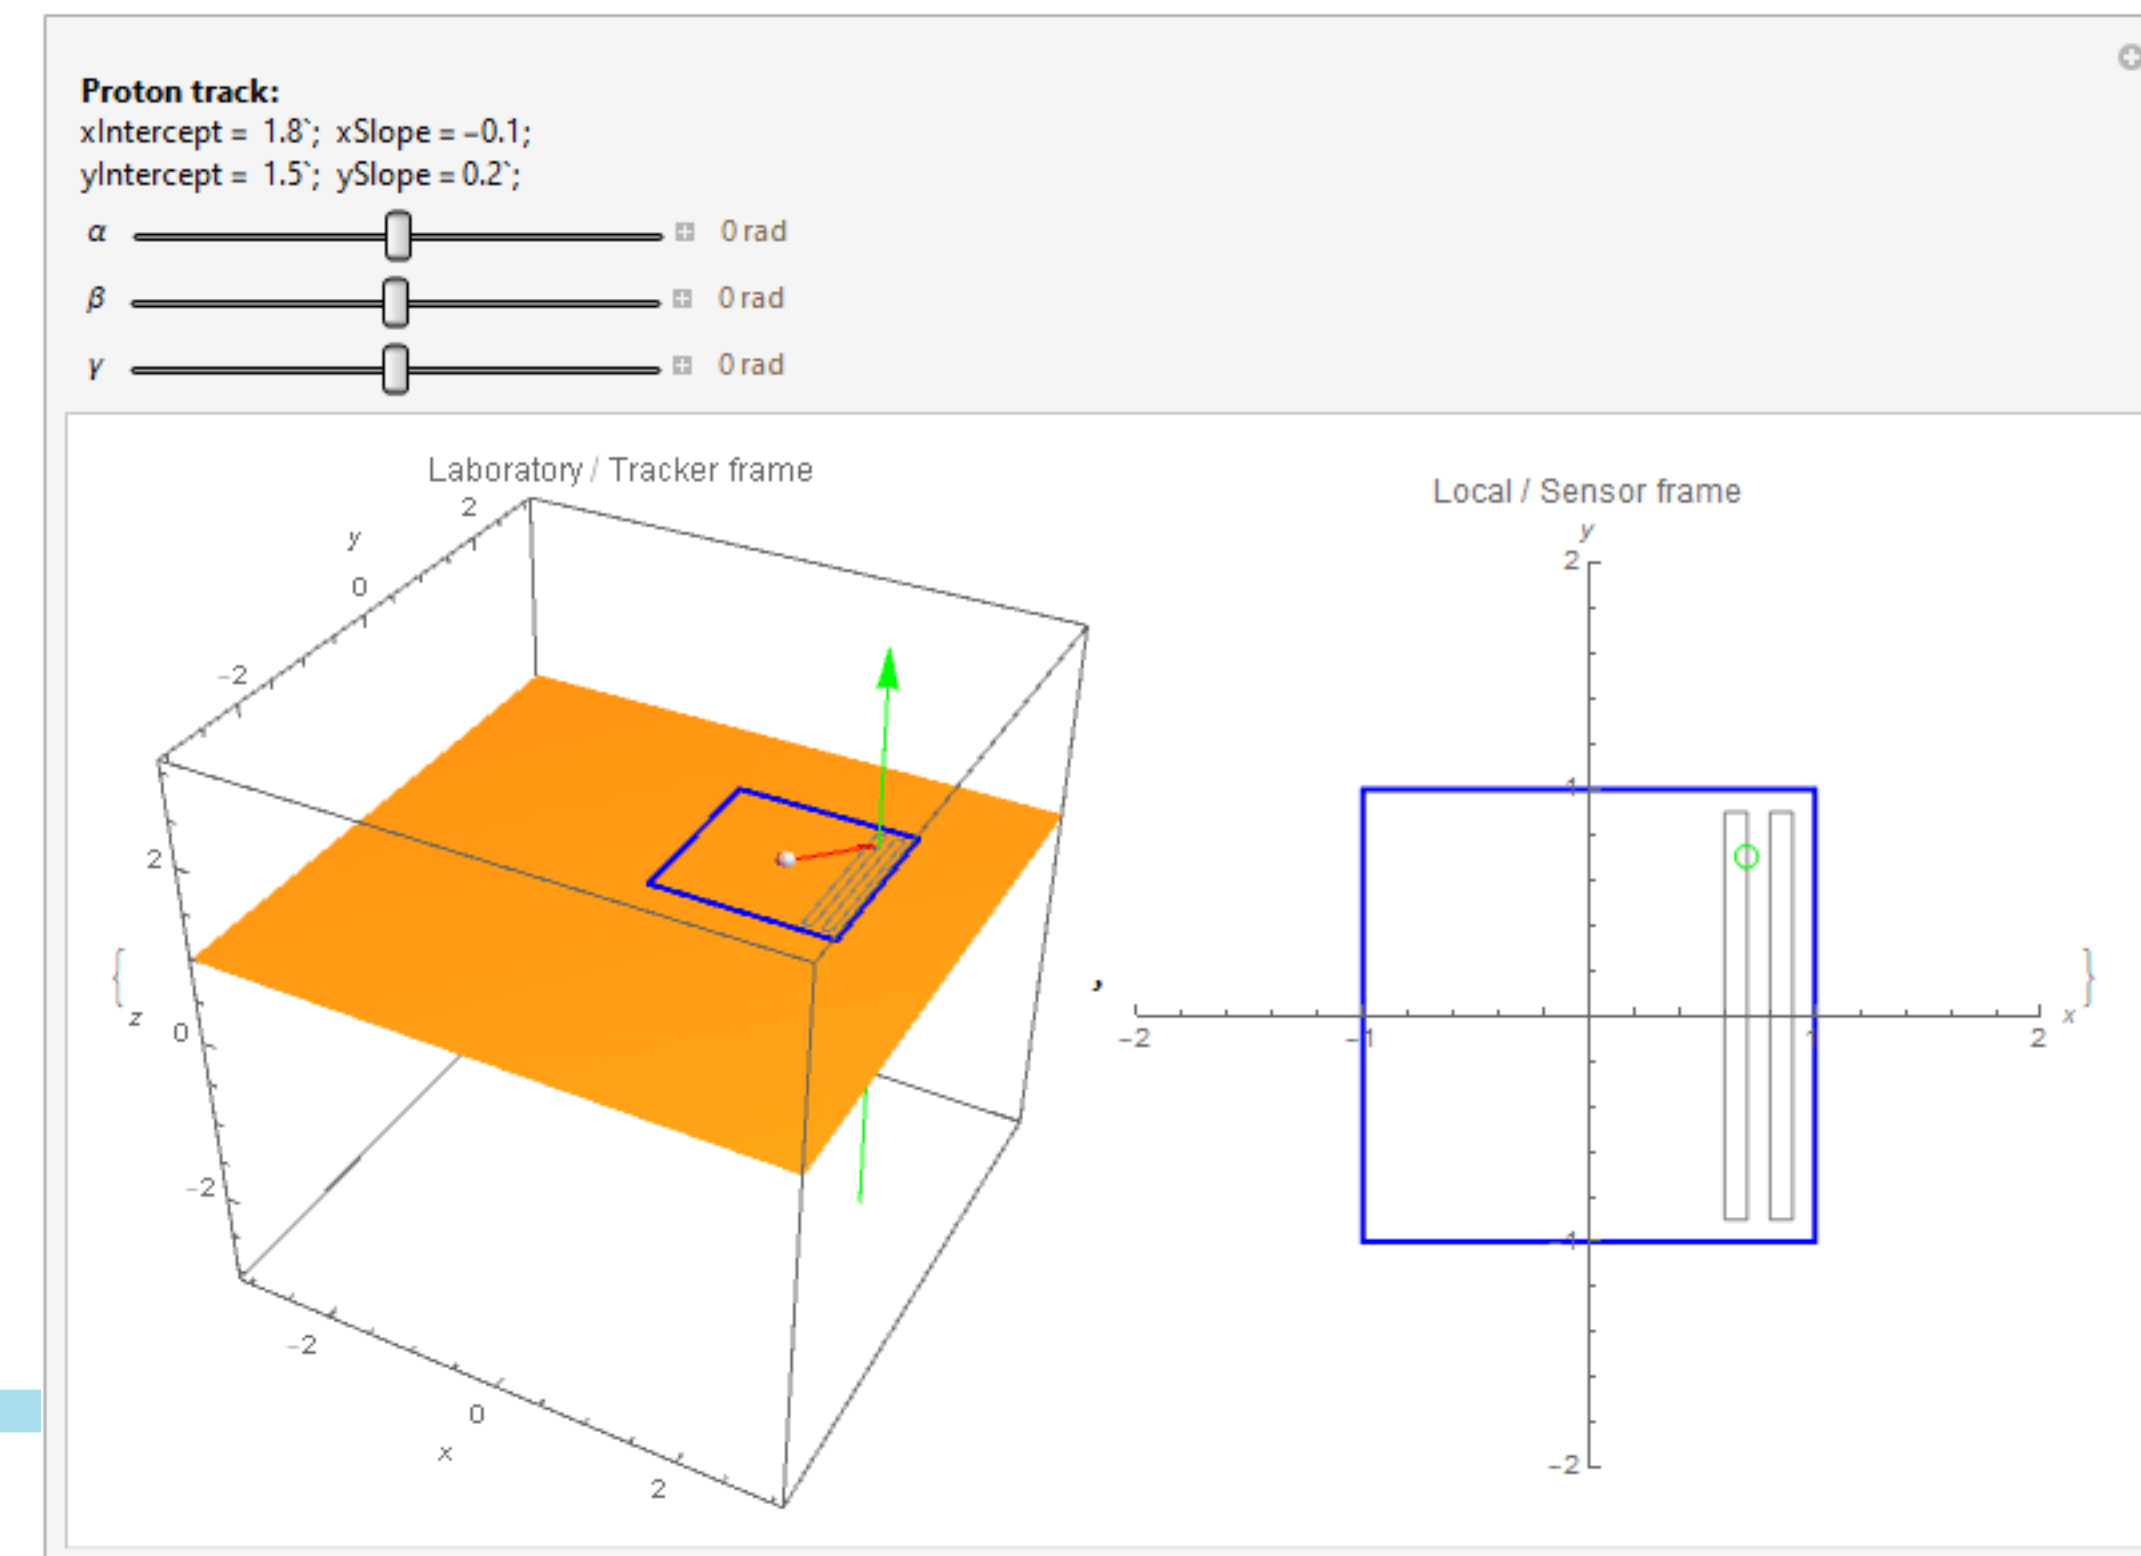 Proton track:
xIntercept = 1.8`; xSlope = −0.1;
yIntercept = 1.5`; ySlope = 0.2`;
α 0 rad
β 0 rad
γ 0 rad
Laboratory / Tracker frame
2
y
0
−2
2
z
0
−2
−2
0
x
2
{
,
Local / Sensor frame
y
2
1
−2
−1
1
2
x
−1
−2
}